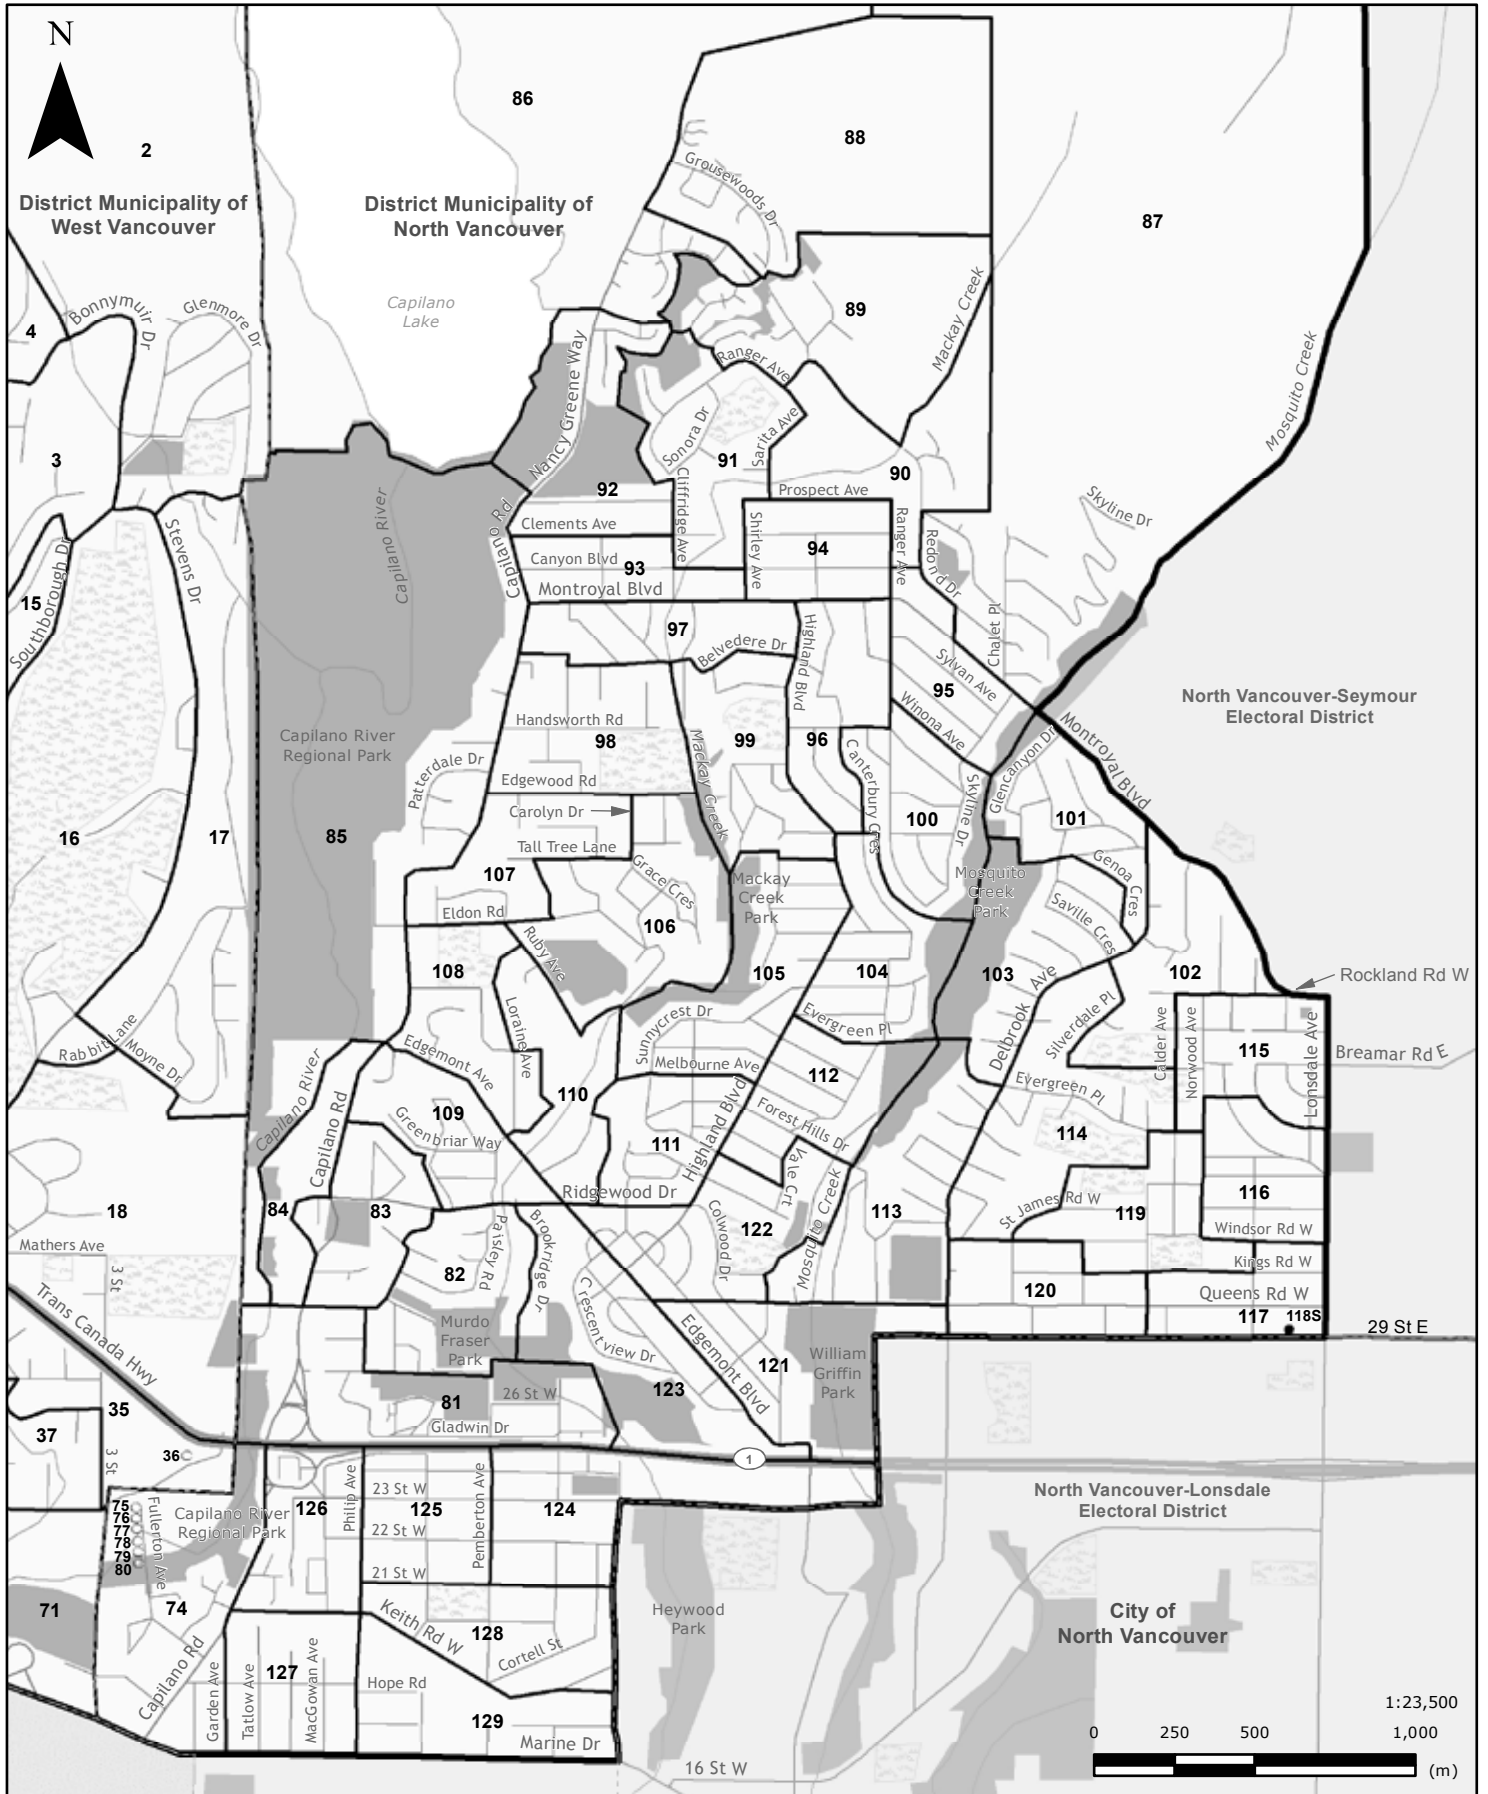 N
86
88
2
Grousewoods Dr
District Municipality of
West Vancouver
District Municipality of
North Vancouver
87
Bonnymuir Dr
Glenmore Dr
Capilano
Lake
4
89
Mackay Creek
Mosquito Creek
Nancy Greene Way
Ranger Ave
3
Sonora Dr
91
Sarita Ave
90
92
Cliffridge Ave
Prospect Ave
Skyline Dr
Capilano Rd
Clements Ave
Stevens Dr
Capilano River
Canyon Blvd
93
Montroyal Blvd
Shirley Ave
94
Ranger Ave
Redond Dr
15
Southborough Dr
97
Belvedere Dr
Highland Blvd
Chalet Pl
Sylvan Ave
95
Winona Ave
North Vancouver-Seymour
Electoral District
Capilano River
Regional Park
Handsworth Rd
98
99
96
Mackay Creek
Canterbury Cres
Montroyal Blvd
Glencanyon Dr
Patterdale Dr
Edgewood Rd
Carolyn Dr
Skyline Dr
100
101
16
17
85
Tall Tree Lane
Genoa Cres
107
Grace Cres
Mackay
Creek
Park
Mosquito
Creek
Park
Eldon Rd
106
Saville Cres
Ruby Ave
108
105
104
103
102
Rockland Rd W
Loraine Ave
Delbrook Ave
Silverdale Pl
Sunnycrest Dr
Evergreen Pl
Calder Ave
Norwood Ave
Lonsdale Ave
Rabbit Lane
Moyne Dr
Edgemont Ave
Melbourne Ave
115
Breamar Rd E
Capilano River
Capilano Rd
110
112
Evergreen Pl
109
Greenbriar Way
Forest Hills Dr
111
Highland Blvd
114
Vale Crt
Mosquito Creek
Ridgewood Dr
116
18
84
83
Paisley Rd
Brookridge Dr
Colwood Dr
122
113
St James Rd W
119
Windsor Rd W
Mathers Ave
3 St
82
Kings Rd W
120
Queens Rd W
Trans Canada Hwy
Crescentview Dr
Murdo
Fraser
Park
117
118S
29 St E
Edgemont Blvd
121
William
Griffin
Park
81
26 St W
123
35
Gladwin Dr
37
3 St
36
1
North Vancouver-Lonsdale
Electoral District
75
76
77
78
79
80
Fullerton Ave
Capilano River
Regional Park
126
Philip Ave
23 St W
125
22 St W
Pemberton Ave
124
21 St W
71
74
Heywood
Park
City of
North Vancouver
Keith Rd W
128
Cortell St
Capilano Rd
Garden Ave
Tatlow Ave
127
MacGowan Ave
Hope Rd
129
Marine Dr
16 St W
1:23,500
0 250 500 1,000
(m)